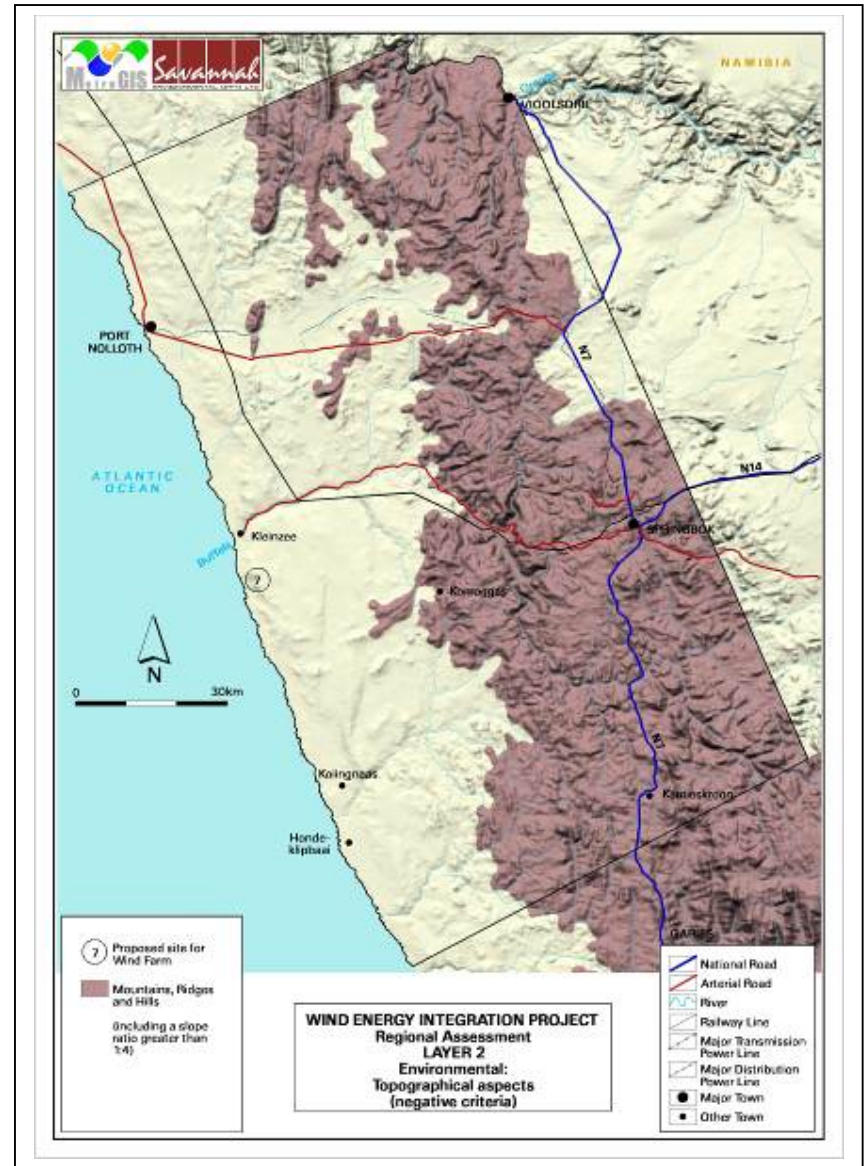 MetroGIS
Savannah
NAMIBIA
Orange
VIOOLSDRIF
PORT
NOLLOTH
N7
ATLANTIC
OCEAN
N14
SPRINGBOK
Kleinzee
Buffels
?
Komaggas
N
0 30km
N7
Koiingnaas
Kamieskroon
Honde-
klipbaai
GARIES
? Proposed site for
Wind Farm
Mountains, Ridges
and Hills
(including a slope
ratio greater than
1:4)
WIND ENERGY INTEGRATION PROJECT
Regional Assessment
LAYER 2
Environmental:
Topographical aspects
(negative criteria)
National Road
Arterial Road
River
Railway Line
Major Transmission
Power Line
Major Distribution
Power Line
Major Town
Other Town